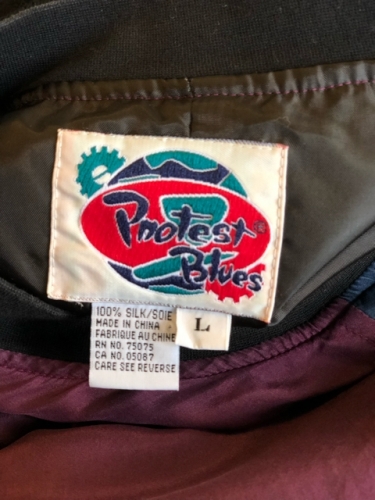 Protest
Blues
100% SILK/SOIE
MADE IN CHINA
FABRIQUE AU CHINE
RN NO. 75075
CA NO. 05087
CARE SEE REVERSE
L